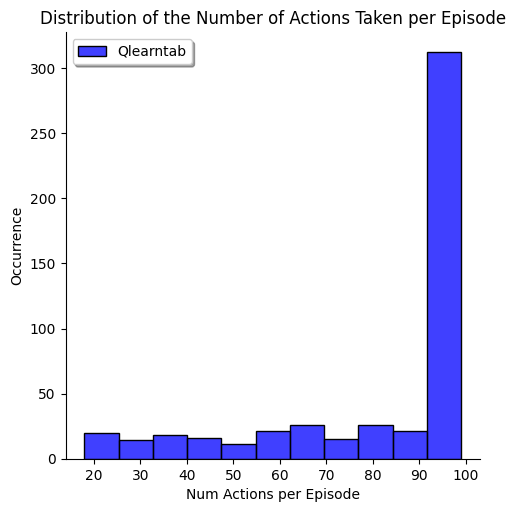 Distribution of the Number of Actions Taken per Episode
Qlearntab
300
250
200
150
100
50
0
Occurrence
20 30 40 50 60 70 80 90 100
Num Actions per Episode